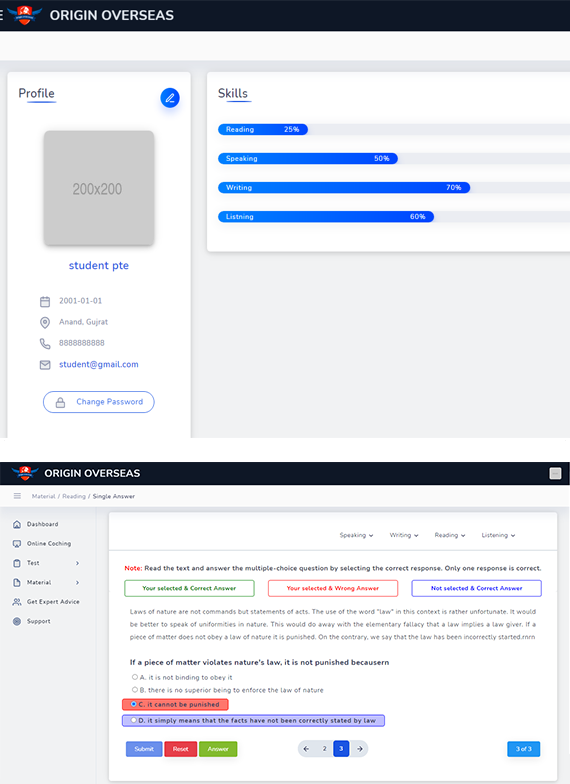 ORIGIN OVERSEAS
Profile
200x200
student pte
2001-01-01
Anand, Gujrat
8888888888
student@gmail.com
Change Password
Skills
Reading 25%
Speaking 50%
Writing 70%
Listning 60%
ORIGIN OVERSEAS
Material / Reading / Single Answer
Dashboard
Online Coching
Test
Material
Get Expert Advice
Support
Speaking Writing Reading Listening
Note: Read the text and answer the multiple-choice question by selecting the correct response. Only one response is correct.
Your selected & Correct Answer Your selected & Wrong Answer Not selected & Correct Answer
Laws of nature are not commands but statements of acts. The use of the word "law" in this context is rather unfortunate. It would
be better to speak of uniformities in nature. This would do away with the elementary fallacy that a law implies a law giver. If a
piece of matter does not obey a law of nature it is punished. On the contrary, we say that the law has been incorrectly started.rnrn
If a piece of matter violates nature's law, it is not punished becausern
A. it is not binding to obey it
B. there is no superior being to enforce the law of nature
C. it cannot be punished
D. it simply means that the facts have not been correctly stated by law
Submit Reset Answer 2 3 3 of 3